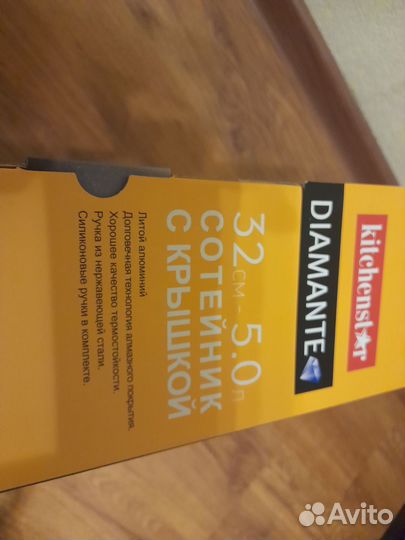 kitchenstar
DIAMANTE
32 см - 5.0 л
СОТЕЙНИК
С КРЫШКОЙ
Литой алюминий
Долговечная технология алмазного покрытия.
Хорошее качество термостойкости.
Ручка из нержавеющей стали.
Силиконовые ручки в комплекте.
Avito